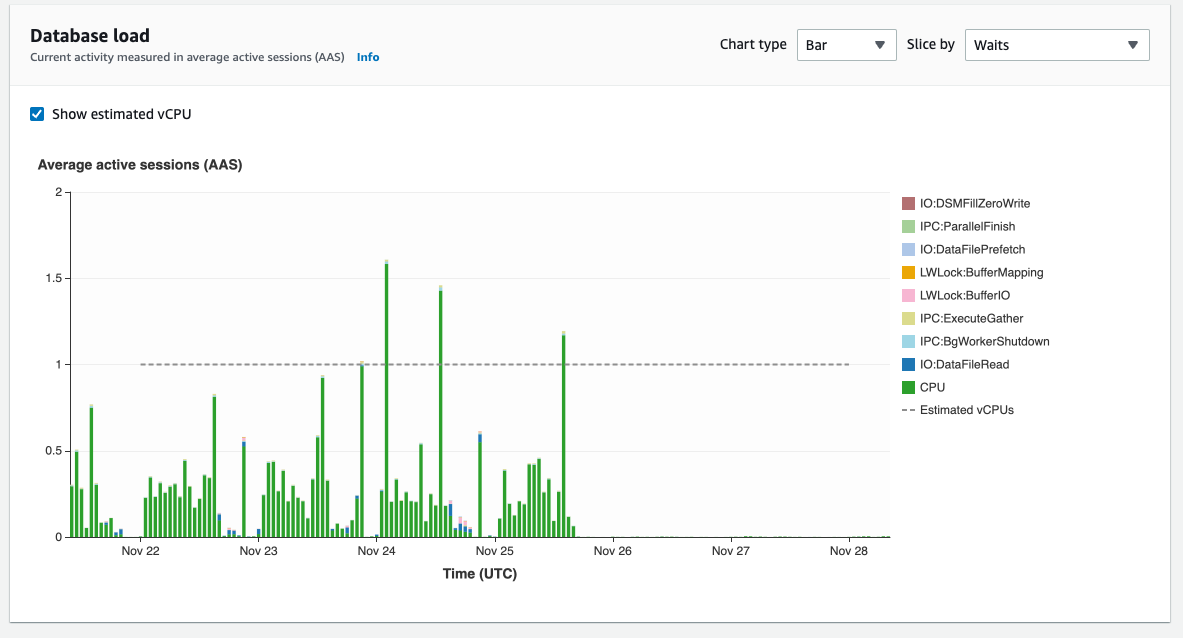 Database load
Current activity measured in average active sessions (AAS) Info
Chart type Bar Slice by Waits
Show estimated vCPU
Average active sessions (AAS)
2
1.5
1
0.5
0
Nov 22 Nov 23 Nov 24 Nov 25 Nov 26 Nov 27 Nov 28
Time (UTC)
IO:DSMFillZeroWrite
IPC:ParallelFinish
IO:DataFilePrefetch
LWLock:BufferMapping
LWLock:BufferIO
IPC:ExecuteGather
IPC:BgWorkerShutdown
IO:DataFileRead
CPU
Estimated vCPUs